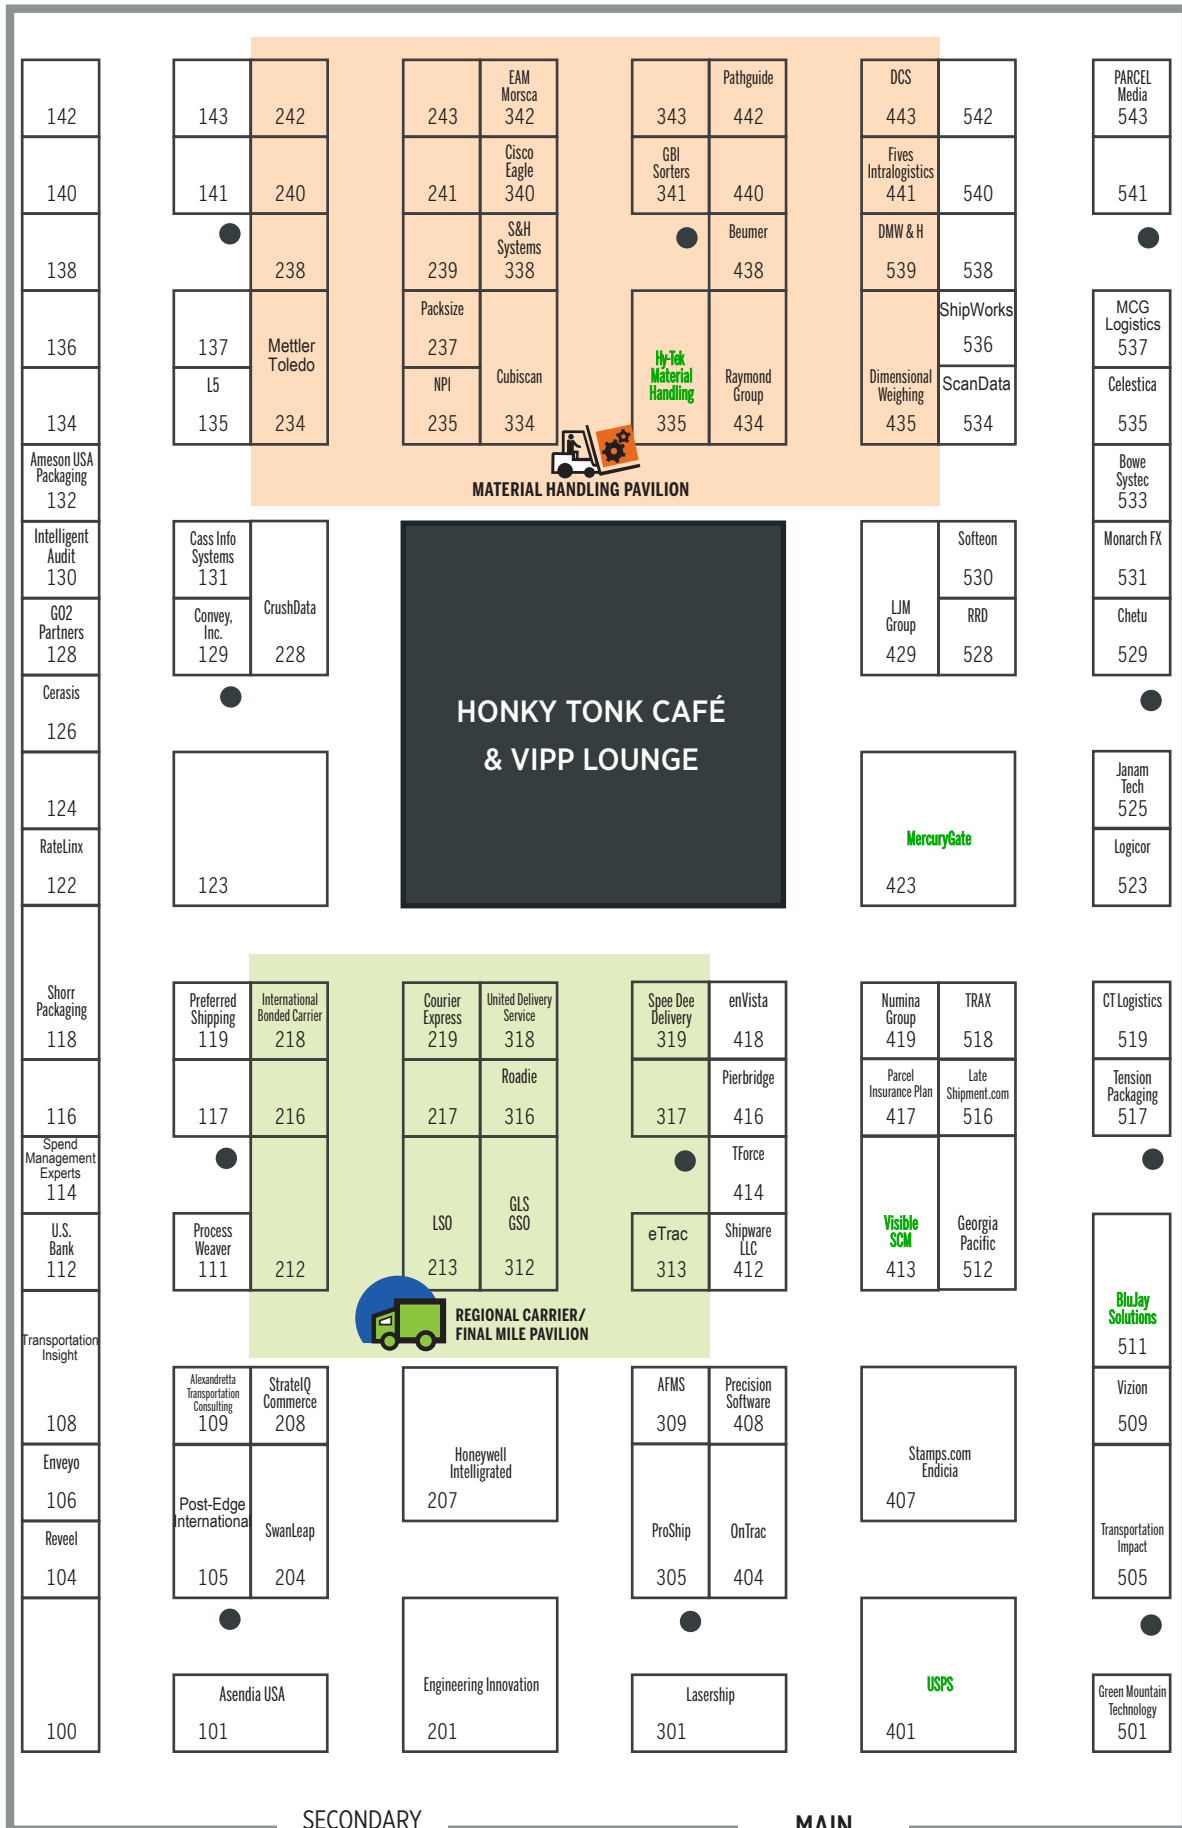 EAM
Morsca
Pathguide
DCS
PARCEL
Media
142
143
242
243
342
343
442
443
542
543
Cisco
Eagle
GBI
Sorters
Fives
Intralogistics
140
141
240
241
340
341
440
441
540
541
S&H
Systems
Beumer
DMW & H
138
238
239
338
438
539
538
Packsize
ShipWorks
MCG
Logistics
136
137
Mettler
Toledo
237
Hy-Tek
Material
Handling
536
537
L5
NPI
Cubiscan
Raymond
Group
Dimensional
Weighing
ScanData
Celestica
134
135
234
235
334
335
434
435
534
535
Ameson USA
Packaging
132
Bowe
Systec
533
MATERIAL HANDLING PAVILION
Intelligent
Audit
130
Cass Info
Systems
131
Softeon
530
Monarch FX
531
GO2
Partners
128
Convey,
Inc.
129
CrushData
228
LJM
Group
429
RRD
528
Chetu
529
Cerasis
126
HONKY TONK CAFÉ
& VIPP LOUNGE
124
Janam
Tech
525
RateLinx
122
123
MercuryGate
423
Logicor
523
Shorr
Packaging
118
Preferred
Shipping
119
International
Bonded Carrier
218
Courier
Express
219
United Delivery
Service
318
Spee Dee
Delivery
319
enVista
418
Numina
Group
419
TRAX
518
CT Logistics
519
116
117
216
217
Roadie
316
317
Pierbridge
416
Parcel
Insurance Plan
417
Late
Shipment.com
516
Tension
Packaging
517
Spend
Management
Experts
114
TForce
414
U.S.
Bank
112
Process
Weaver
111
212
LSO
213
GLS
GSO
312
eTrac
313
Shipware
LLC
412
Visible
SCM
413
Georgia
Pacific
512
BluJay
Solutions
511
REGIONAL CARRIER/
FINAL MILE PAVILION
Transportation
Insight
108
Alexandretta
Transportation
Consulting
109
StrateIQ
Commerce
208
AFMS
309
Precision
Software
408
Vizion
509
Enveyo
106
Honeywell
Intelligrated
207
Stamps.com
Endicia
407
Reveel
104
Post-Edge
International
105
SwanLeap
204
ProShip
305
OnTrac
404
Transportation
Impact
505
100
Asendia USA
101
Engineering Innovation
201
Lasership
301
USPS
401
Green Mountain
Technology
501
SECONDARY
MAIN